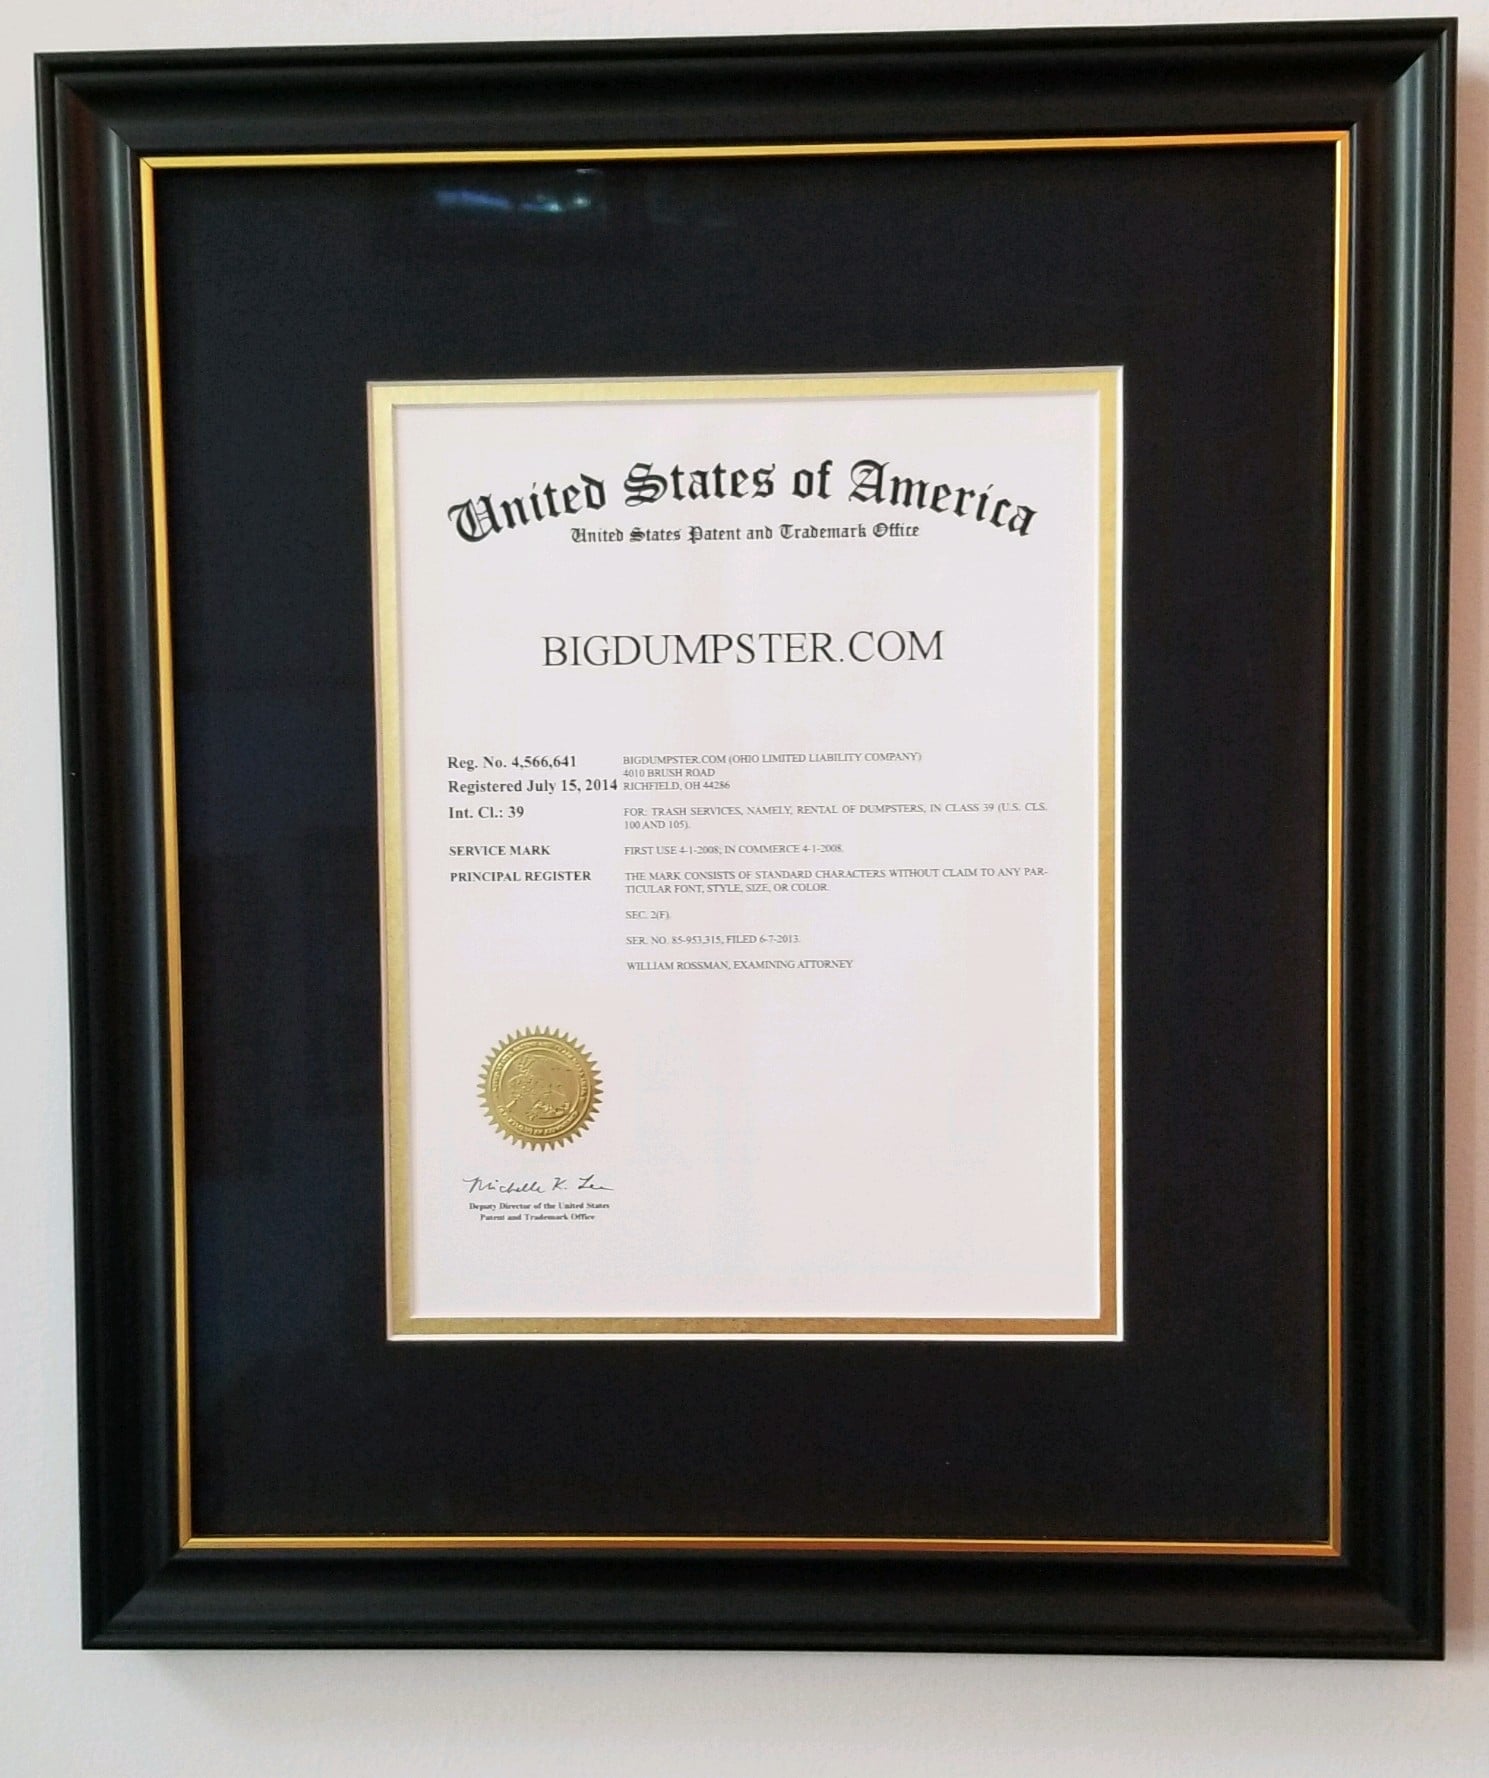 United States of America
United States Patent and Trademark Office
BIGDUMPSTER.COM
Reg. No. 4,566,641
Registered July 15, 2014
Int. Cl.: 39
SERVICE MARK
PRINCIPAL REGISTER
BIGDUMPSTER.COM (OHIO LIMITED LIABILITY COMPANY)
4010 BRUSH ROAD
RICHFIELD, OH 44286
FOR: TRASH SERVICES, NAMELY, RENTAL OF DUMPSTERS, IN CLASS 39 (U.S. CLS.
100 AND 105).
FIRST USE 4-1-2008; IN COMMERCE 4-1-2008.
THE MARK CONSISTS OF STANDARD CHARACTERS WITHOUT CLAIM TO ANY PAR-
TICULAR FONT, STYLE, SIZE, OR COLOR.
SEC. 2(F).
SER. NO. 85-953,315, FILED 6-7-2013.
WILLIAM ROSSMAN, EXAMINING ATTORNEY
Michelle K. Lee
Deputy Director of the United States
Patent and Trademark Office